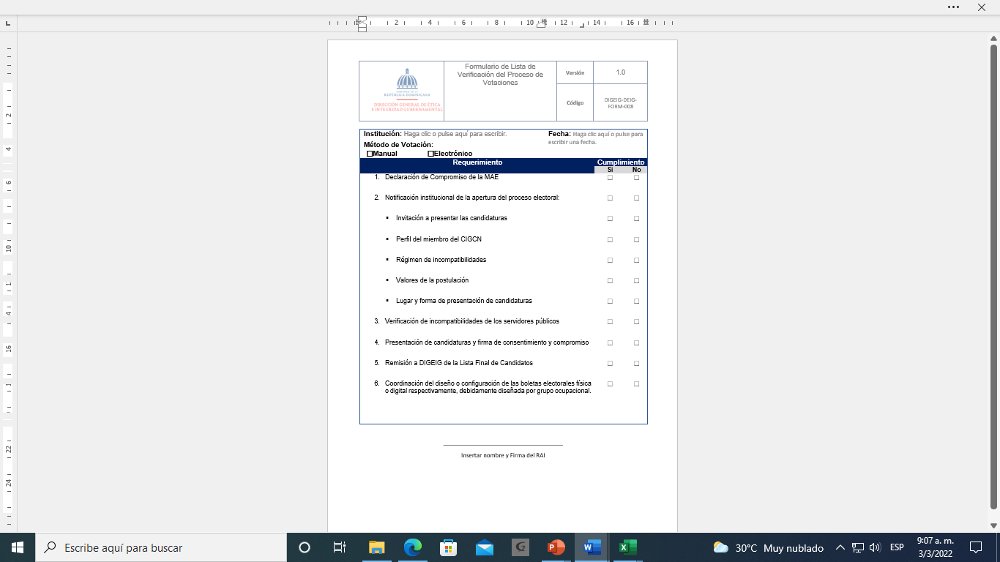 2 4 6 8 10 12 14 16
Formulario de Lista de
Verificación del Proceso de
Votaciones
Versión
1.0
Código
DIGEIG-DEIG-
FORM-008
GOBIERNO DE LA
REPÚBLICA DOMINICANA
DIRECCIÓN GENERAL DE ÉTICA
E INTEGRIDAD GUBERNAMENTAL
Institución: Haga clic o pulse aquí para escribir.
Fecha: Haga clic aquí o pulse para
escribir una fecha.
Método de Votación:
☐Manual ☐Electrónico
Requerimiento
Cumplimiento
Si No
1. Declaración de Compromiso de la MAE ☐ ☐
2. Notificación institucional de la apertura del proceso electoral: ☐ ☐
▪ Invitación a presentar las candidaturas ☐ ☐
▪ Perfil del miembro del CIGCN ☐ ☐
▪ Régimen de incompatibilidades ☐ ☐
▪ Valores de la postulación ☐ ☐
▪ Lugar y forma de presentación de candidaturas ☐ ☐
3. Verificación de incompatibilidades de los servidores públicos ☐ ☐
4. Presentación de candidaturas y firma de consentimiento y compromiso ☐ ☐
5. Remisión a DIGEIG de la Lista Final de Candidatos ☐ ☐
6. Coordinación del diseño o configuración de las boletas electorales física ☐ ☐
o digital respectivamente, debidamente diseñada por grupo ocupacional.
Insertar nombre y Firma del RAI
Escribe aquí para buscar
30°C Muy nublado
ESP
9:07 a. m.
3/3/2022